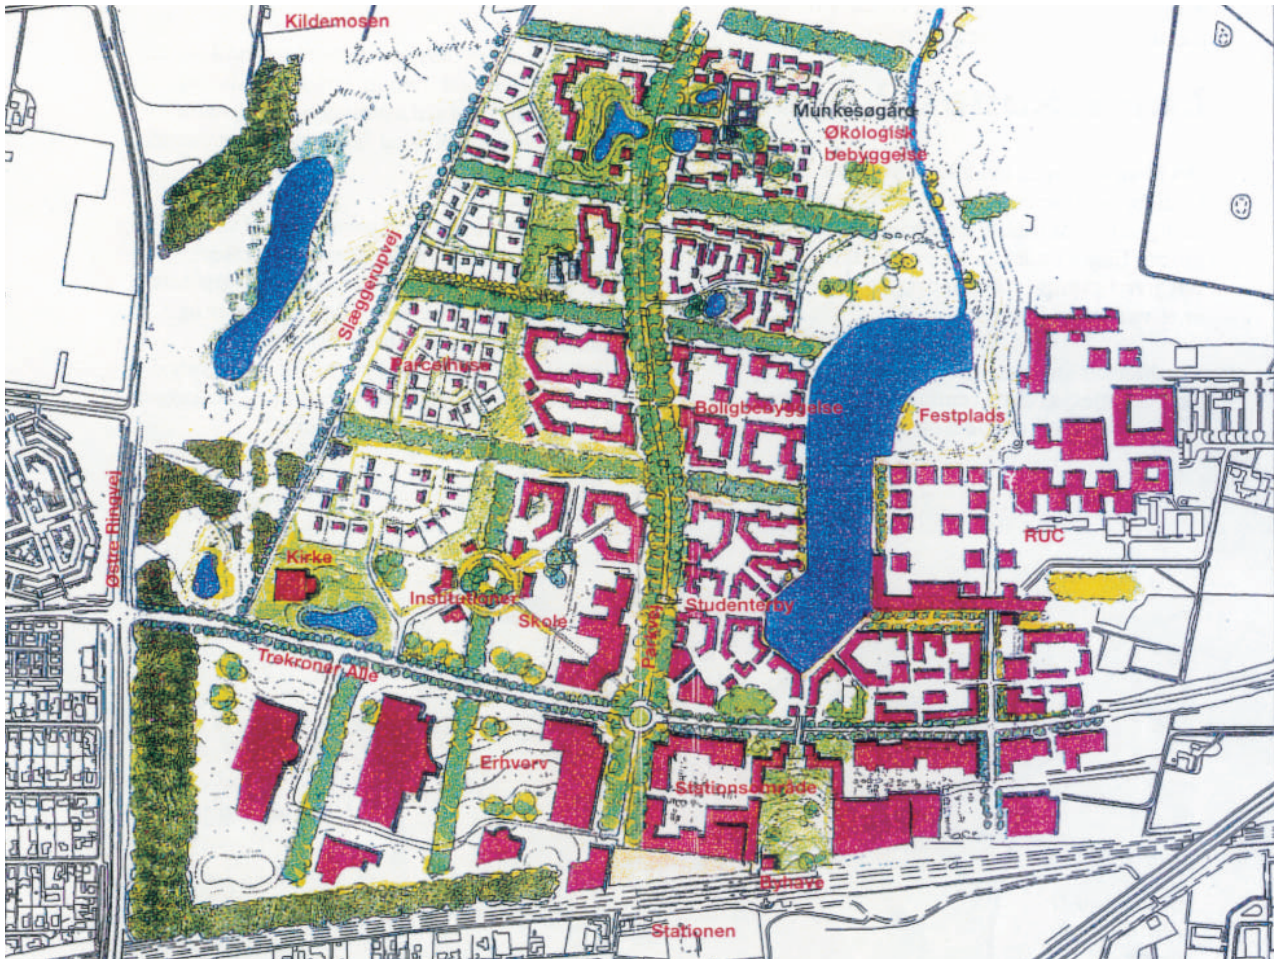 Kildemosen
Munkesøgård
Økologisk
bebyggelse
Slæggerupvej
Parcelhuse
Boligbebyggelse
Festplads
Østre Ringvej
RUC
Kirke
Institutioner
Skole
Studenterby
Parkvej
Trekroner Alle
Erhverv
Stationsområde
Byhave
Stationen